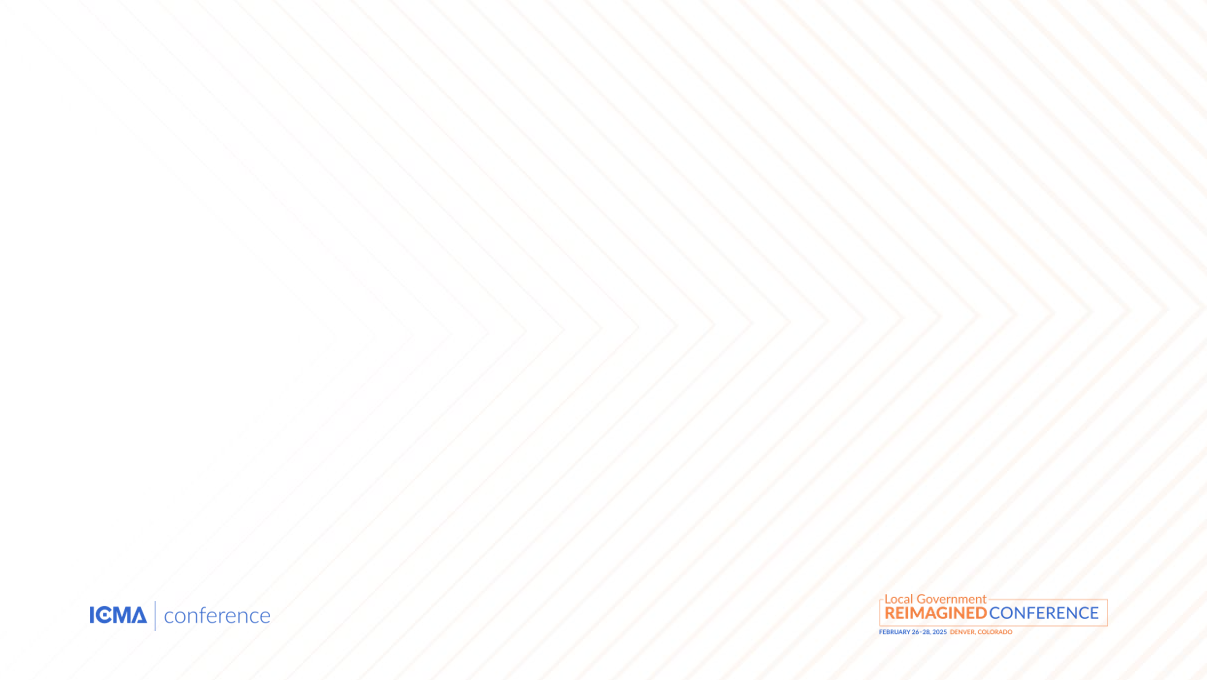 ICMA conference
Local Government
REIMAGINED CONFERENCE
FEBRUARY 26-28, 2025 DENVER, COLORADO